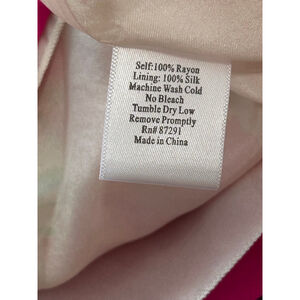 Self:100% Rayon
Lining: 100% Silk
Machine Wash Cold
No Bleach
Tumble Dry Low
Remove Promptly
Rn# 87291
Made in China